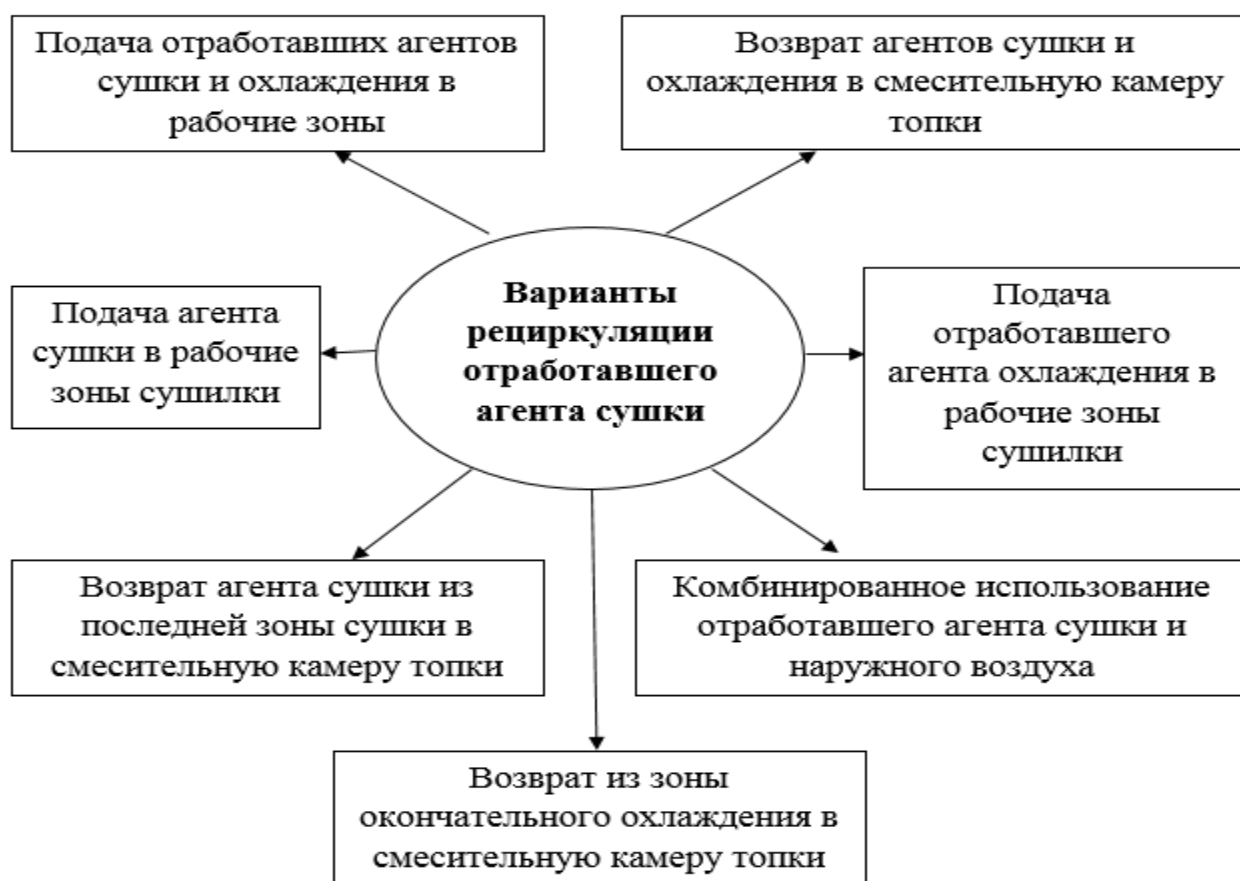 Подача отработавших агентов
сушки и охлаждения в
рабочие зоны
Возврат агентов сушки и
охлаждения в смесительную камеру
топки
Варианты
рециркуляции
отработавшего
агента сушки
Подача агента
сушки в рабочие
зоны сушилки
Подача
отработавшего
агента охлаждения в
рабочие зоны
сушилки
Возврат агента сушки из
последней зоны сушки в
смесительную камеру топки
Комбинированное использование
отработавшего агента сушки и
наружного воздуха
Возврат из зоны
окончательного охлаждения в
смесительную камеру топки